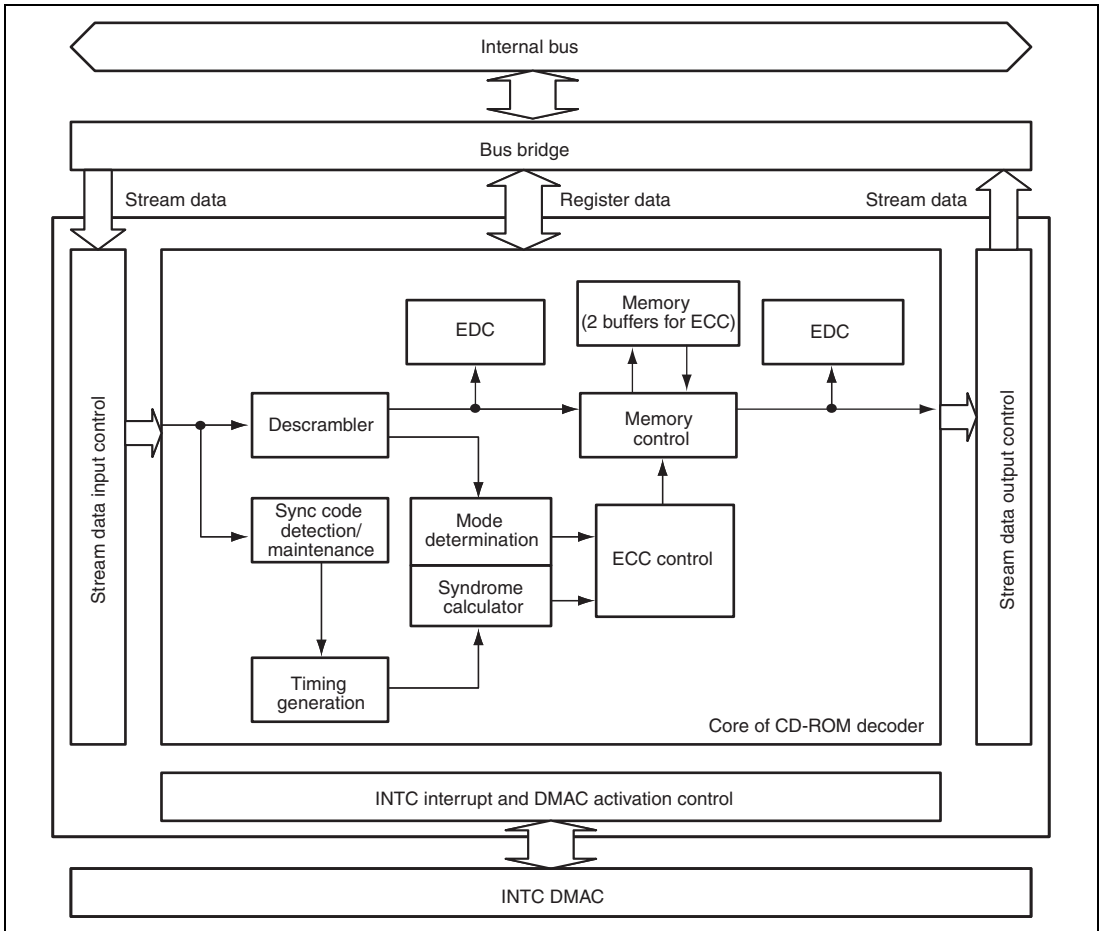 Internal bus
Bus bridge
Stream data
Register data
Stream data
Stream data input control
EDC
Memory
(2 buffers for ECC)
EDC
Descrambler
Memory
control
Sync code
detection/
maintenance
Mode
determination
ECC control
Syndrome
calculator
Timing
generation
Core of CD-ROM decoder
Stream data output control
INTC interrupt and DMAC activation control
INTC DMAC